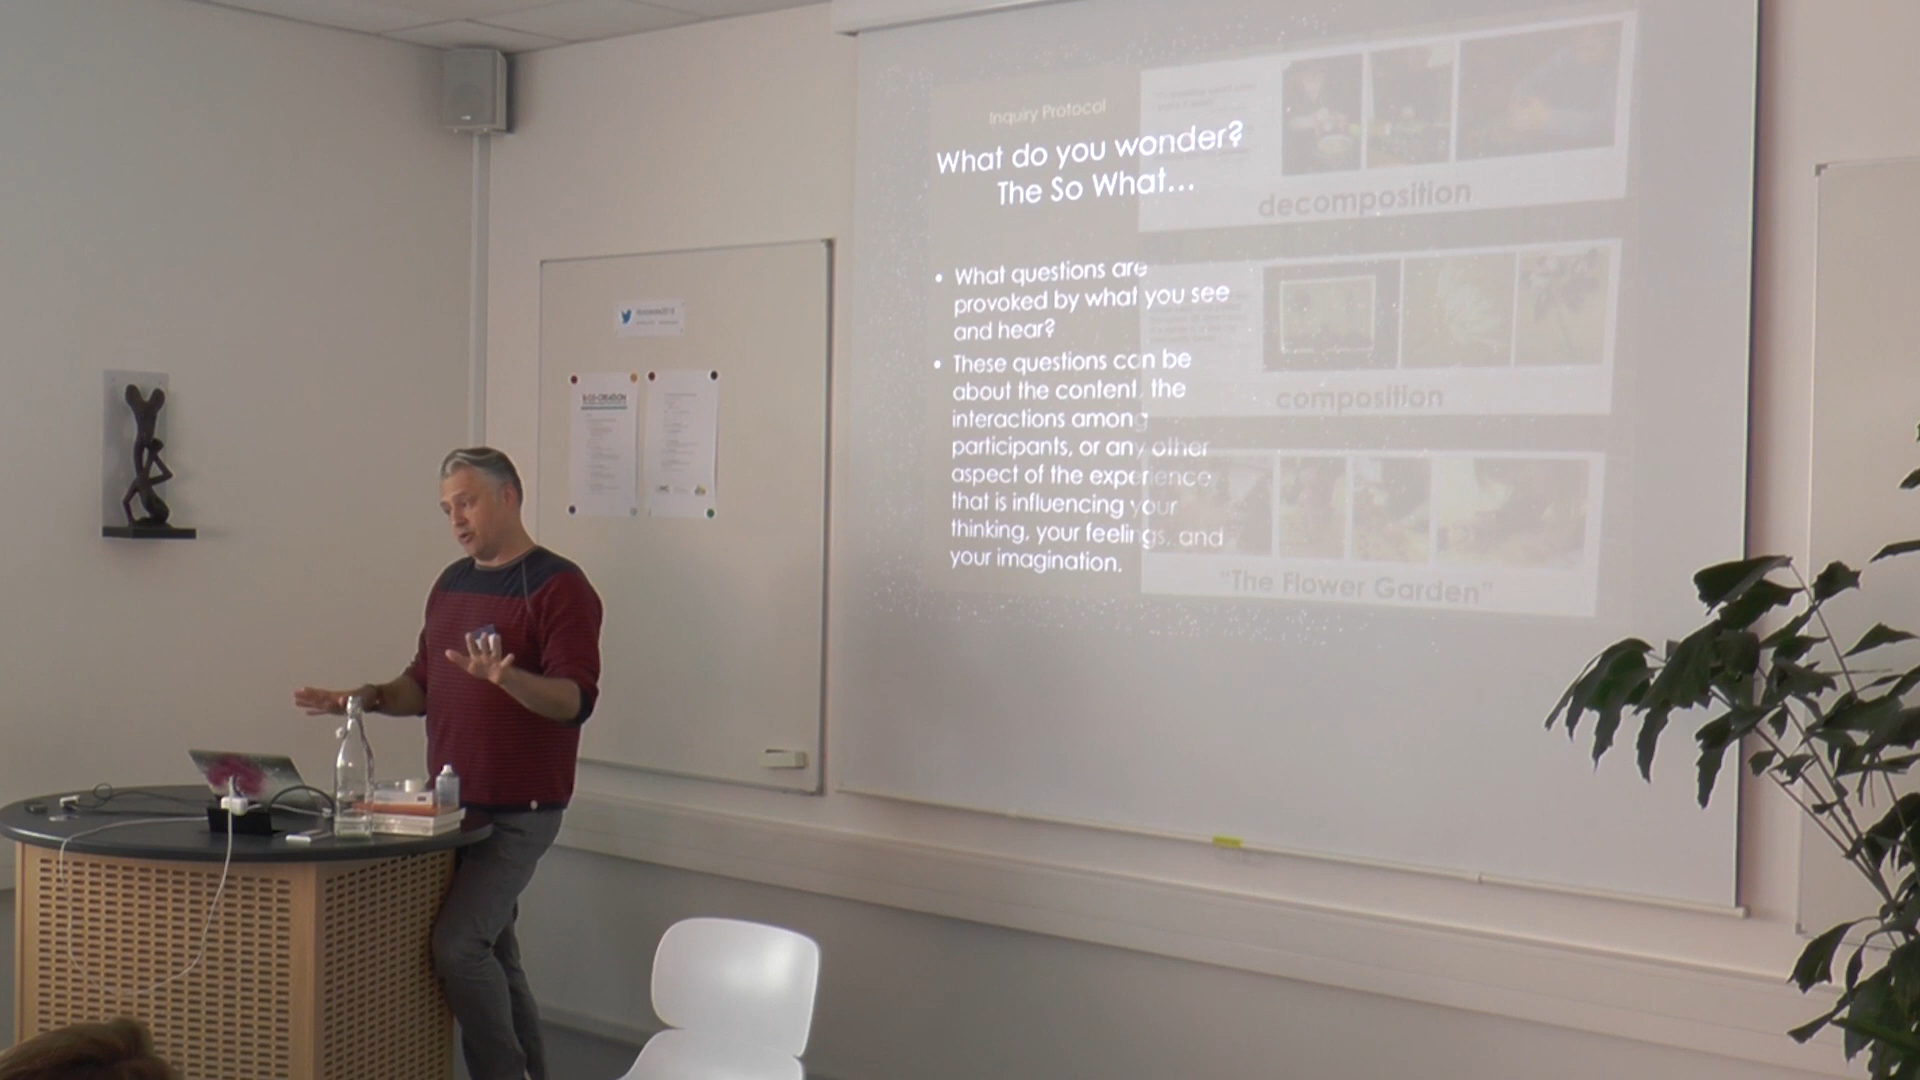 Inquiry Protocol
What do you wonder?
The So What...
• What questions are
provoked by what you see
and hear?
• These questions can be
about the content, the
interactions among
participants, or any other
aspect of the experience
that is influencing your
thinking, your feelings, and
your imagination.
decomposition
composition
"The Flower Garden"
CO-CREATION